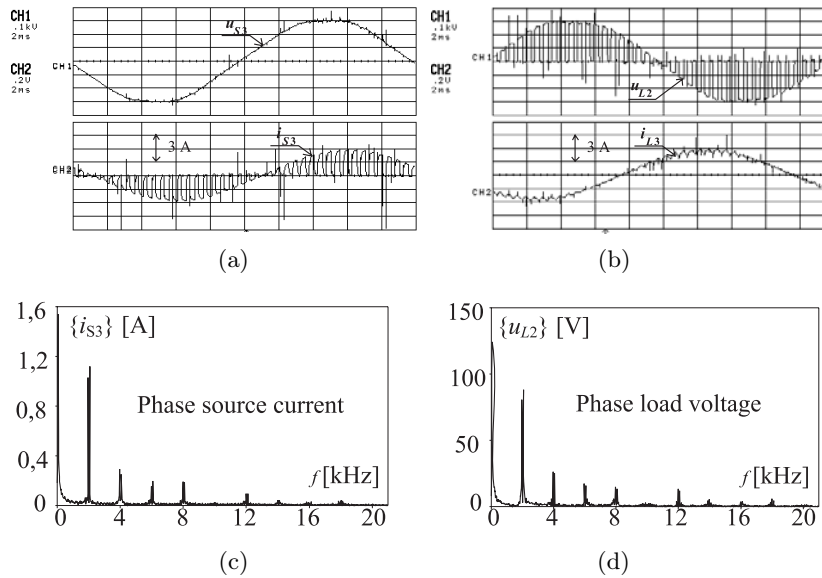 CH1
.1kV
2ms
CH2
.2V
2ms
CH1
u_S3
CH2
3 A
i_S3
(a)
CH1
.1kV
2ms
CH2
.2V
2ms
CH1
u_L2
CH2
3 A
i_L3
(b)
{i_S3} [A]
1,6
1,2
0,8
0,4
0
Phase source current
f [kHz]
0 4 8 12 16 20
(c)
{u_L2} [V]
150
100
50
0
Phase load voltage
f [kHz]
0 4 8 12 16 20
(d)